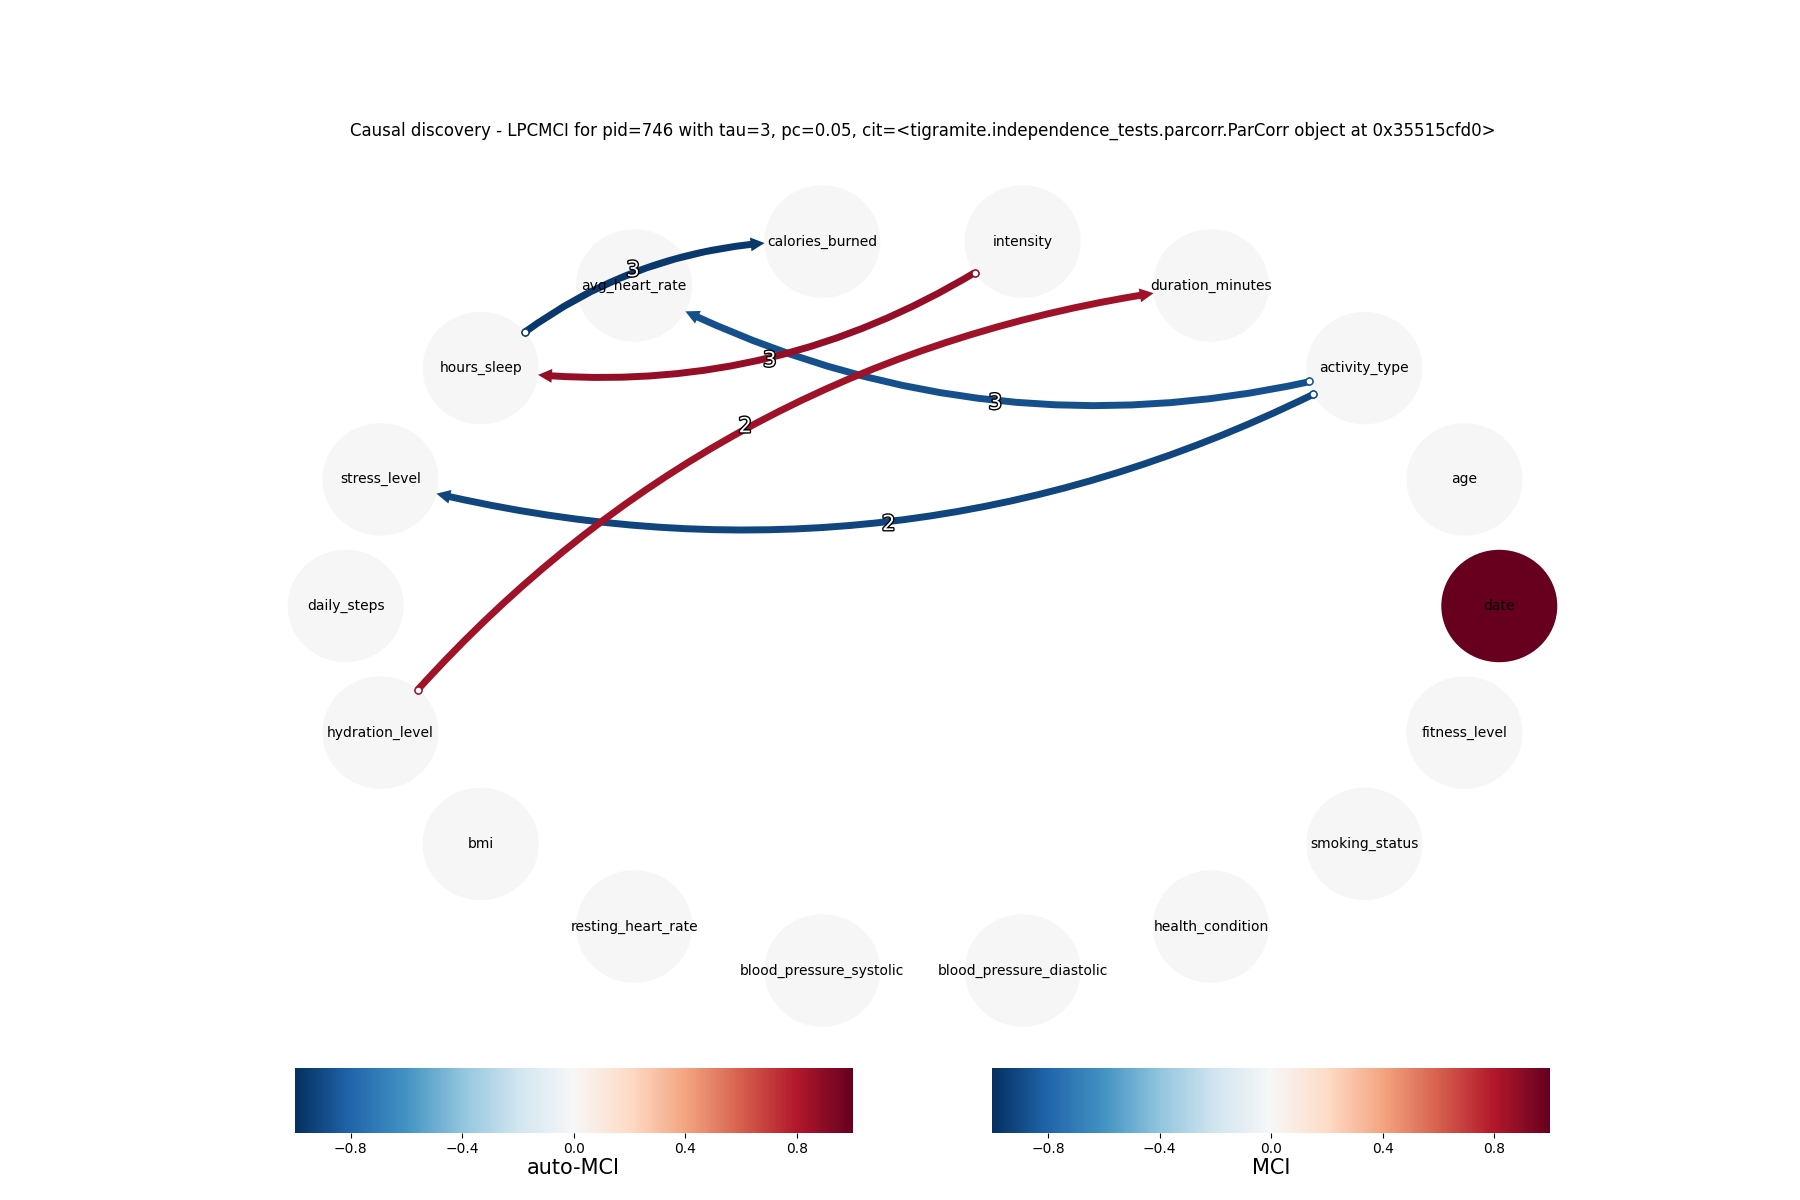 Causal discovery - LPCMCI for pid=746 with tau=3, pc=0.05, cit=<tigramite.independence_tests.parcorr.ParCorr object at 0x35515cfd0>
calories_burned
intensity
3
avg_heart_rate
duration_minutes
3
hours_sleep
activity_type
3
2
stress_level
age
2
daily_steps
date
hydration_level
fitness_level
bmi
smoking_status
resting_heart_rate
health_condition
blood_pressure_systolic
blood_pressure_diastolic
−0.8 −0.4 0.0 0.4 0.8
auto-MCI
−0.8 −0.4 0.0 0.4 0.8
MCI